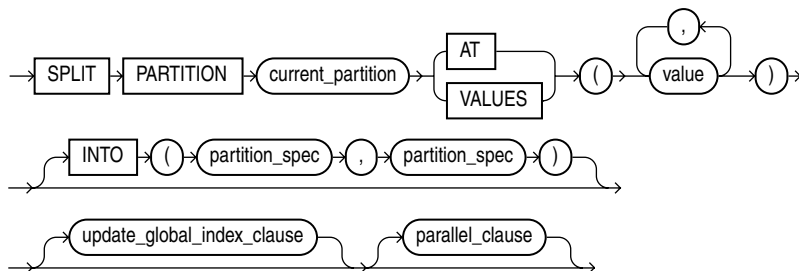 ,
AT
SPLIT PARTITION current_partition ( value )
VALUES
INTO ( partition_spec , partition_spec )
update_global_index_clause parallel_clause